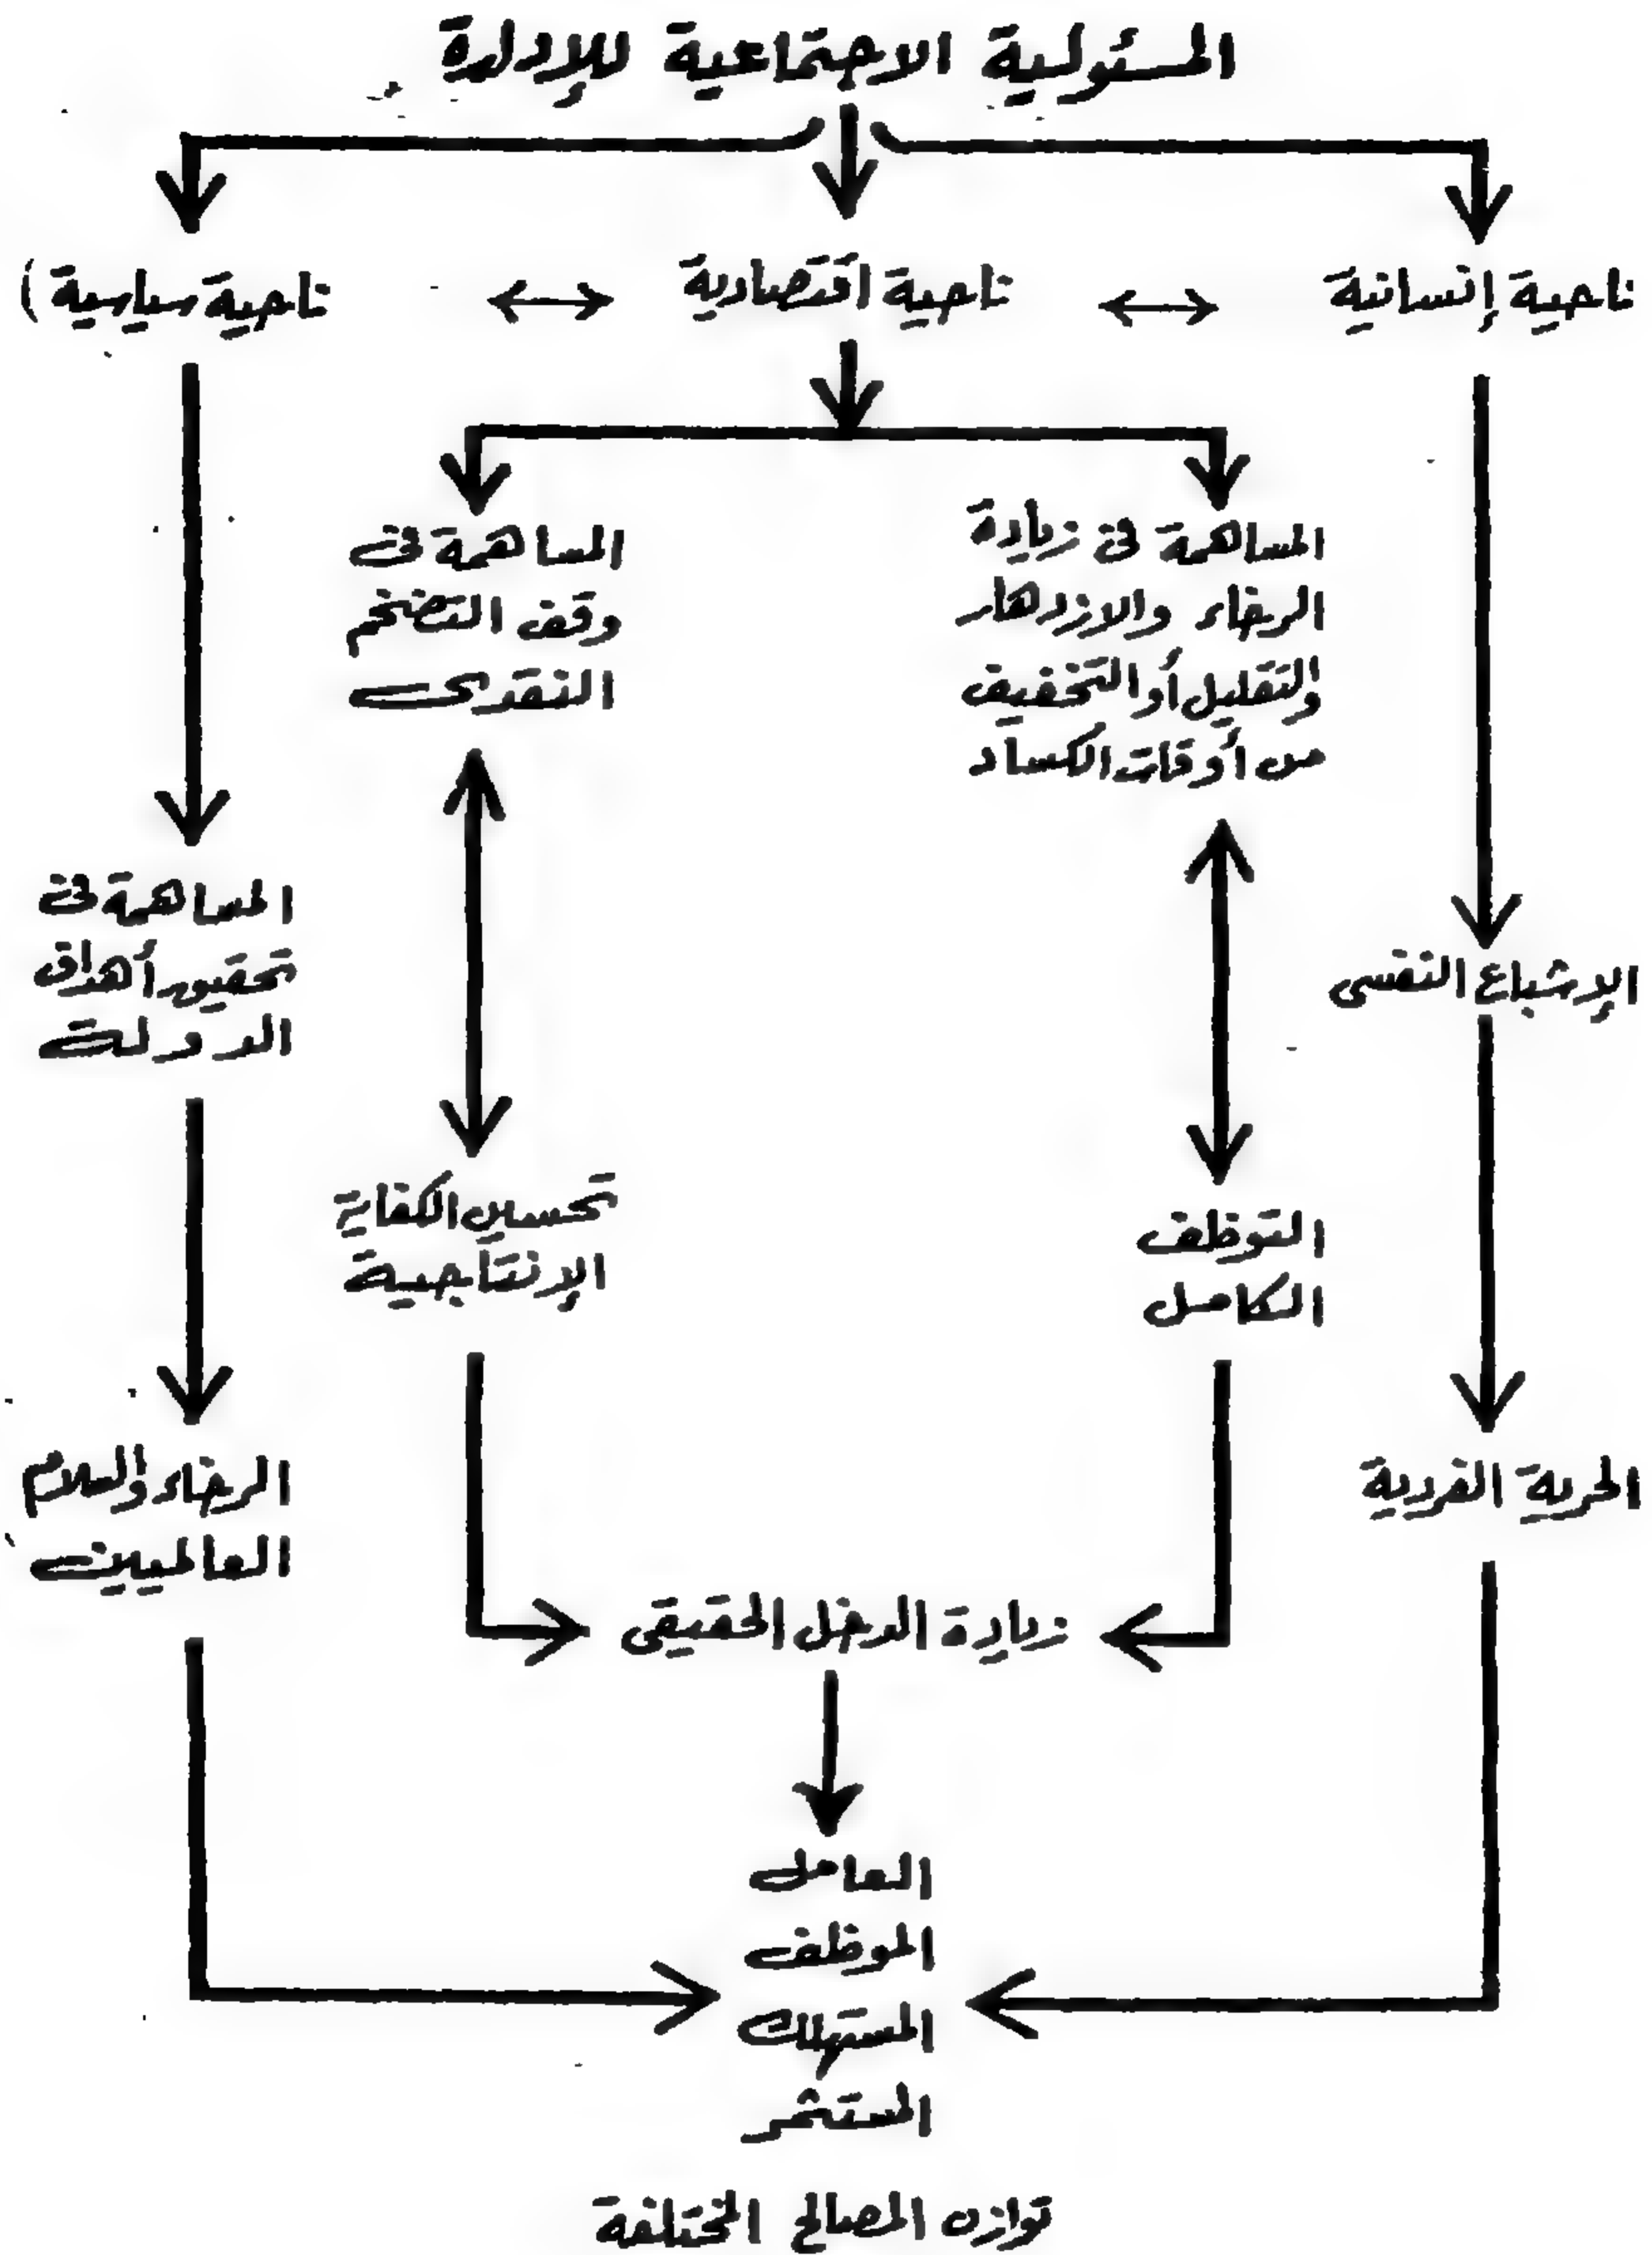 المسئولية الاجتماعية للإدارة
ناحية إنسانية
ناحية اقتصادية
ناحية سياسية )
المساهمة فى زيادة
الرخاء والازدهار
والتقليل أو التخفيف
من أوقات الكساد
المساهمة فى
وقف التضخم
النقدى
المساهمة فى
تحقيق أهداف
الدولة
الإشباع النفسى
التوظف
الكامل
تحسين الكفاية
الإنتاجية
الحرية الفردية
الرخاء والسلام
العالميين
زيادة الدخل الحقيقى
العامل
الموظف
المستهلك
المستثمر
توازن المصالح المختلفة